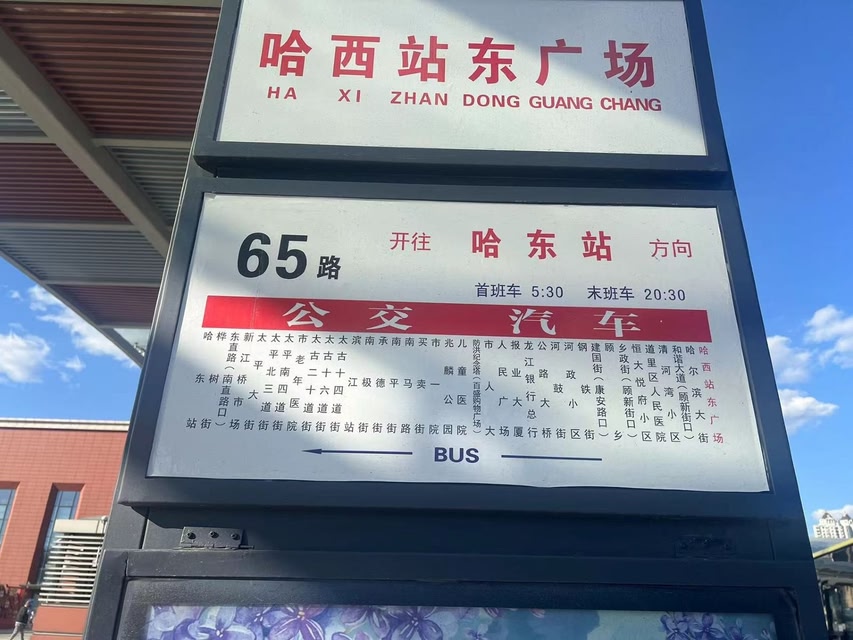 哈西站东广场
HA XI ZHAN DONG GUANG CHANG
65路 开往 哈东站 方向
首班车 5:30 末班车 20:30
公交汽车
哈东站
桦树街
东直路(南直路口)
新江桥市场
太平大街
太平北三道街
太平南四道街
市老年医院
太古二十道街
太古十六道街
太古十四道街
滨江站
南极街
承德街
南平路
南马街
买卖街
市一院
兆麟公园
儿童医院
防洪纪念塔(百盛购物广场)
市人大
人民广场
报业大厦
龙江银行总行
公路大桥
河鼓街
河政小区
钢铁街
建国街(康安路口)
顾乡
乡政街(顾新街口)
恒大悦府小区
道里区人民医院
清河湾小区
和谐大道(顾新街口)
哈尔滨大街
哈西站东广场
BUS